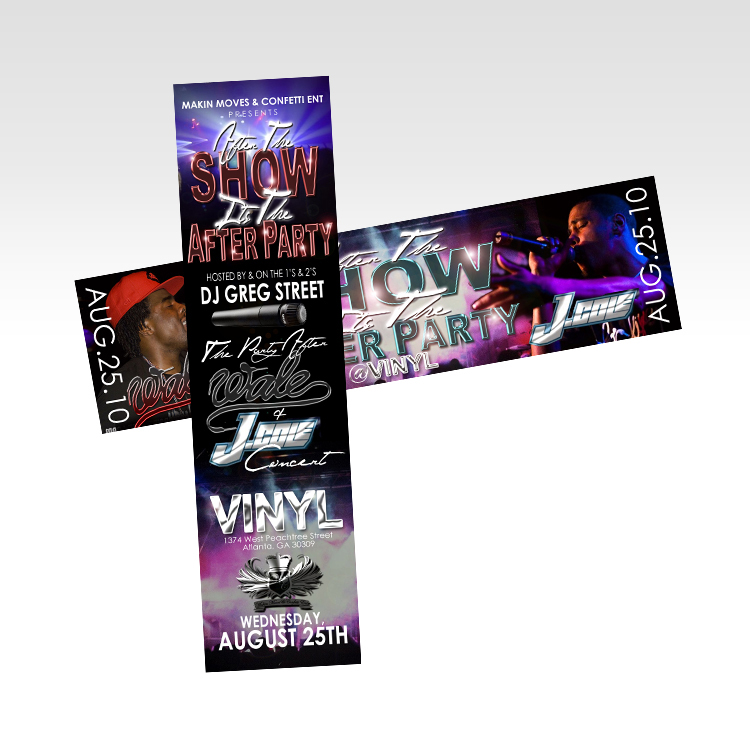 MAKIN MOVES & CONFETTI ENT
PRESENTS
After The
SHOW
It's The
AFTER PARTY
HOSTED BY & ON THE 1'S & 2'S
DJ GREG STREET
The Party After
Wale
&
J.COLE
Concert
VINYL
1374 West Peachtree Street
Atlanta, GA 30309
WEDNESDAY,
AUGUST 25TH
AUG.25.10
Wale
After The
SHOW
It's The
AFTER PARTY
@VINYL
J.COLE
AUG.25.10